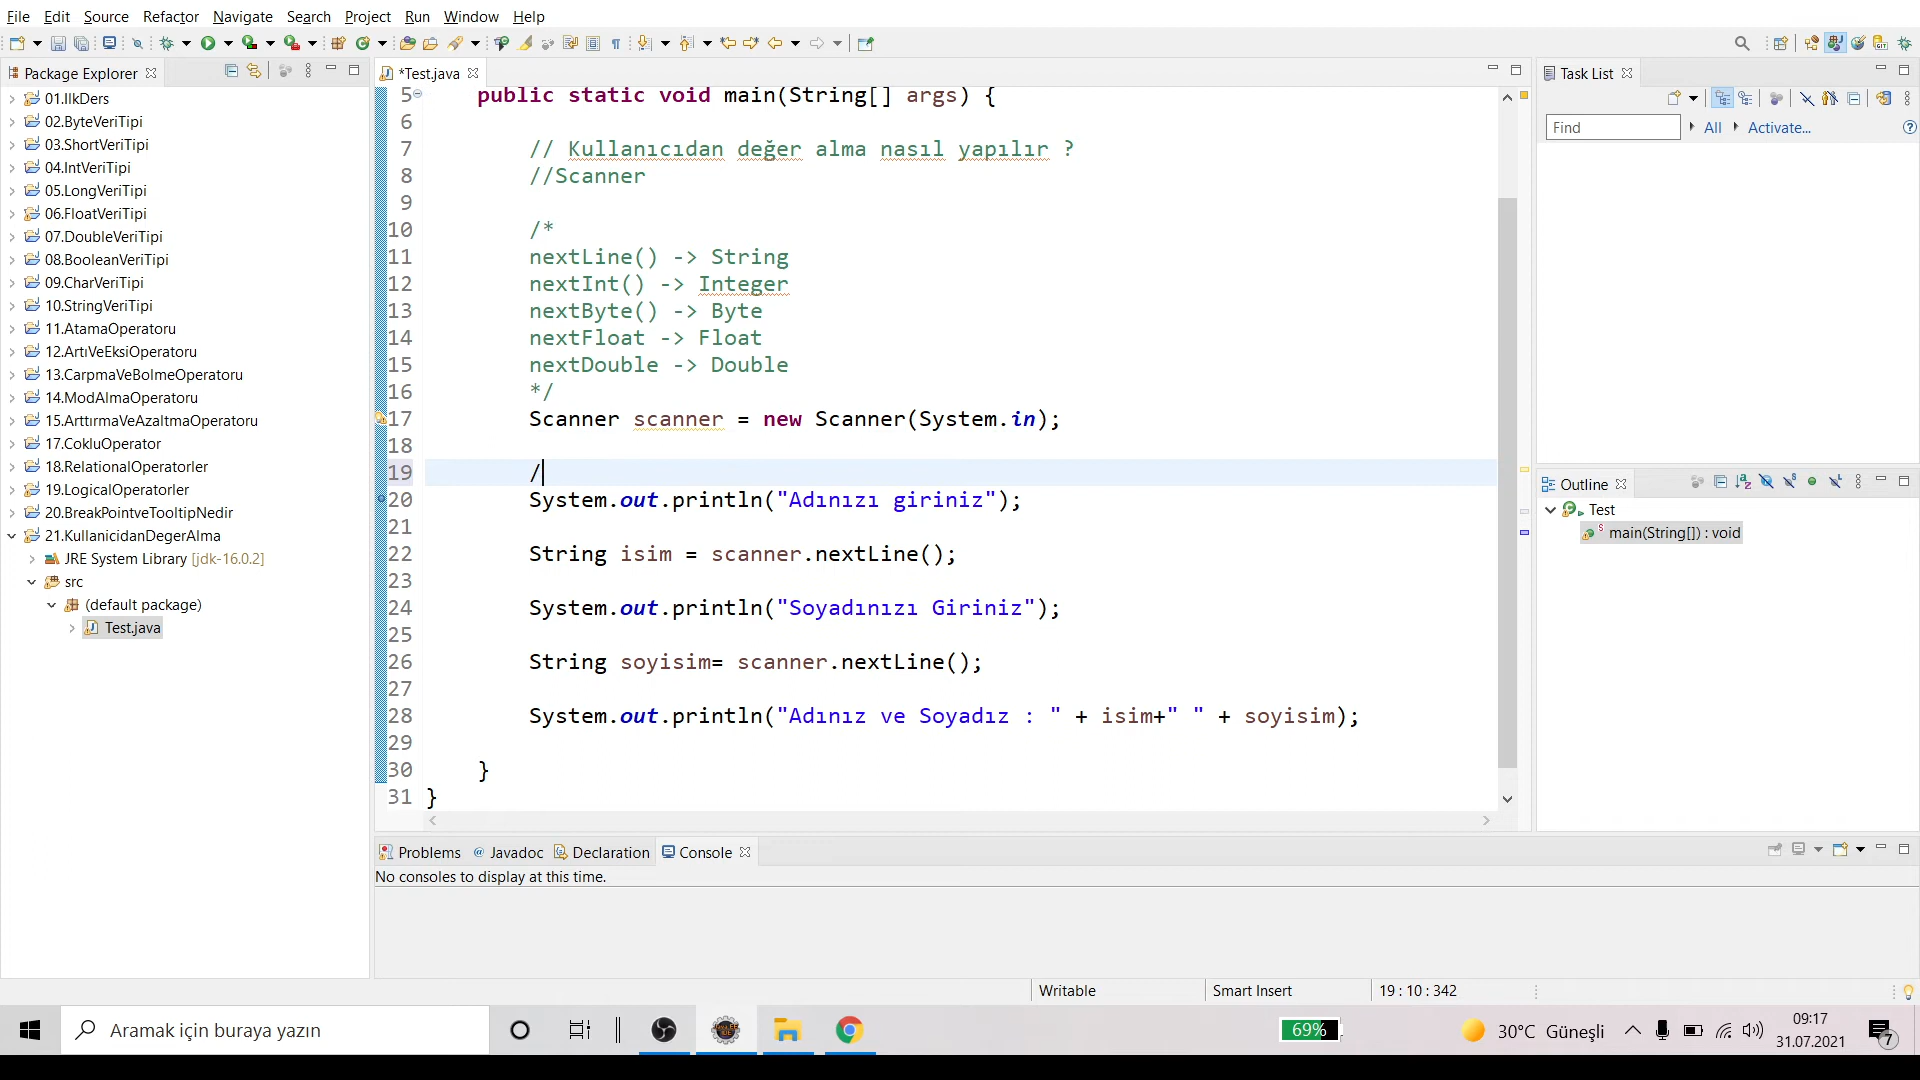 File Edit Source Refactor Navigate Search Project Run Window Help
Package Explorer
01.IlkDers
02.ByteVeriTipi
03.ShortVeriTipi
04.IntVeriTipi
05.LongVeriTipi
06.FloatVeriTipi
07.DoubleVeriTipi
08.BooleanVeriTipi
09.CharVeriTipi
10.StringVeriTipi
11.AtamaOperatoru
12.ArtıVeEksiOperatoru
13.CarpmaVeBolmeOperatoru
14.ModAlmaOperatoru
15.ArttırmaVeAzaltmaOperatoru
17.CokluOperator
18.RelationalOperatorler
19.LogicalOperatorler
20.BreakPointveTooltipNedir
21.KullanicidanDegerAlma
JRE System Library [jdk-16.0.2]
src
(default package)
Test.java
*Test.java
5 public static void main(String[] args) {
6
7 // Kullanıcıdan değer alma nasıl yapılır ?
8 //Scanner
9
10 /*
11 nextLine() -> String
12 nextInt() -> Integer
13 nextByte() -> Byte
14 nextFloat -> Float
15 nextDouble -> Double
16 */
17 Scanner scanner = new Scanner(System.in);
18
19 /
20 System.out.println("Adınızı giriniz");
21
22 String isim = scanner.nextLine();
23
24 System.out.println("Soyadınızı Giriniz");
25
26 String soyisim= scanner.nextLine();
27
28 System.out.println("Adınız ve Soyadız : " + isim+" " + soyisim);
29
30 }
31 }
Task List
Find All Activate...
Outline
Test
main(String[]) : void
Problems @ Javadoc Declaration Console
No consoles to display at this time.
Writable Smart Insert 19 : 10 : 342
Aramak için buraya yazın
69%
30°C Güneşli
09:17
31.07.2021
7